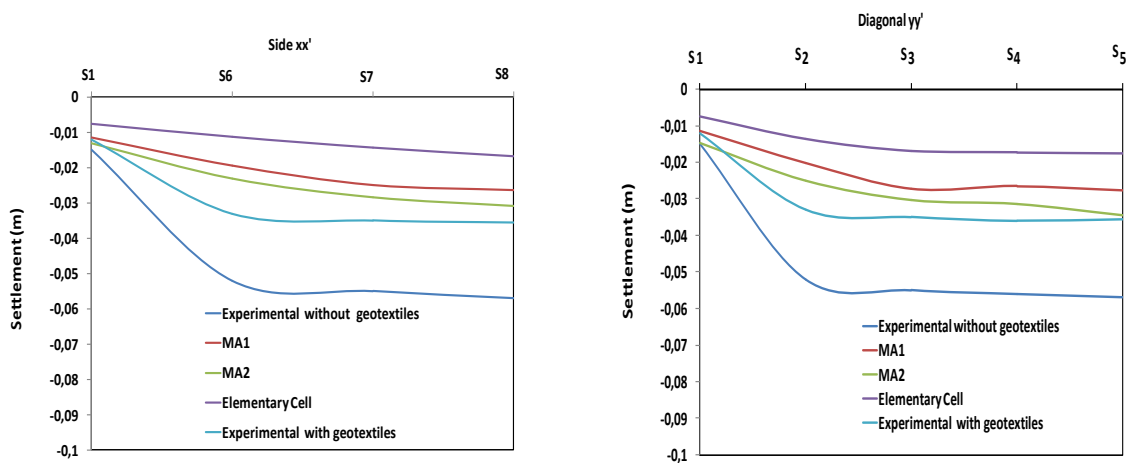 Side xx'
S1 S6 S7 S8
0
-0,01
-0,02
-0,03
-0,04
-0,05
-0,06
-0,07
-0,08
-0,09
-0,1
Settlement (m)
Experimental without geotextiles
MA1
MA2
Elementary Cell
Experimental with geotextiles
Diagonal yy'
S1 S2 S3 S4 S5
0
-0,01
-0,02
-0,03
-0,04
-0,05
-0,06
-0,07
-0,08
-0,09
-0,1
Settlement (m)
Experimental without geotextiles
MA1
MA2
Elementary Cell
Experimental with geotextiles